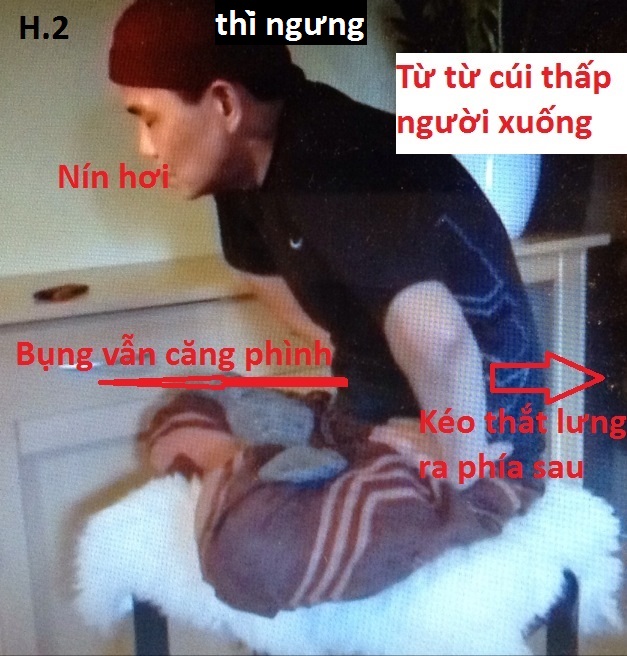 H.2
thì ngưng
Từ từ cúi thấp
người xuống
Nín hơi
Bụng vẫn căng phình
Kéo thắt lưng
ra phía sau